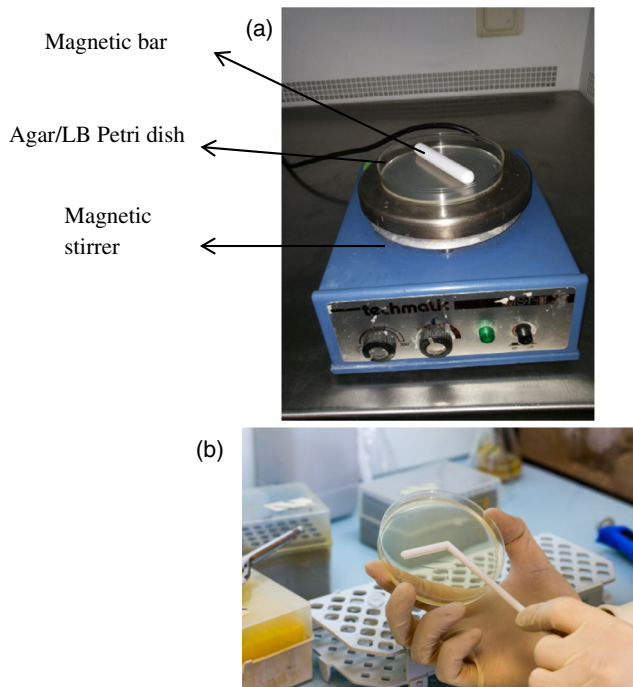 (a)
Magnetic bar
Agar/LB Petri dish
Magnetic
stirrer
techmatic
(b)